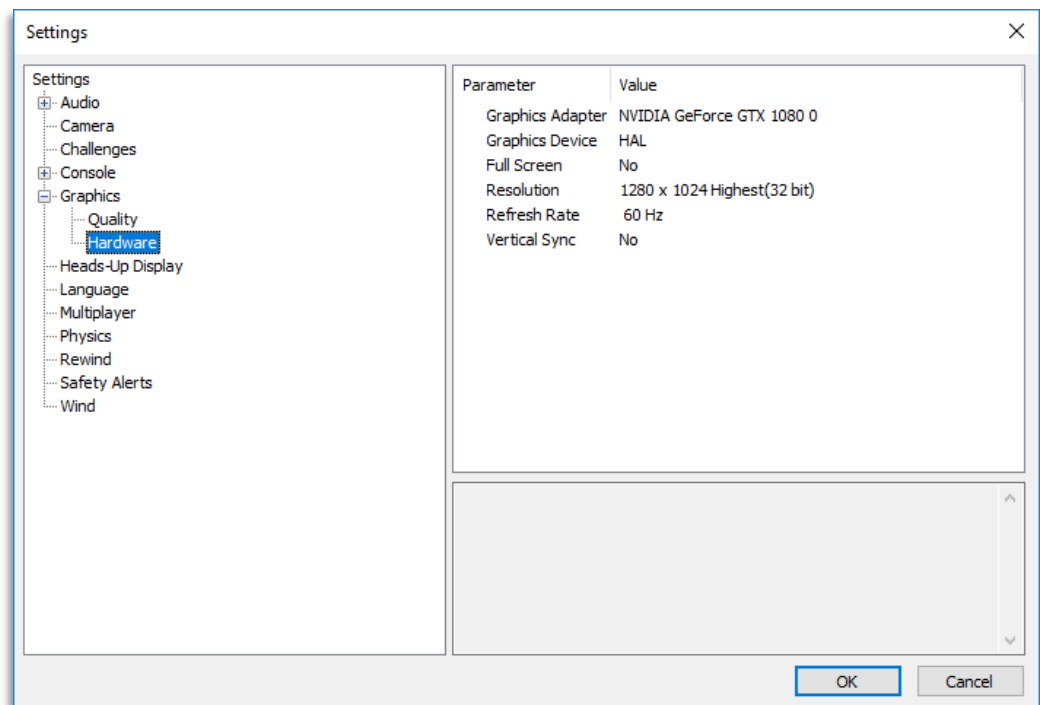 Settings
Settings
Audio
Camera
Challenges
Console
Graphics
Quality
Hardware
Heads-Up Display
Language
Multiplayer
Physics
Rewind
Safety Alerts
Wind
Parameter Value
Graphics Adapter NVIDIA GeForce GTX 1080 0
Graphics Device HAL
Full Screen No
Resolution 1280 x 1024 Highest(32 bit)
Refresh Rate 60 Hz
Vertical Sync No
OK Cancel